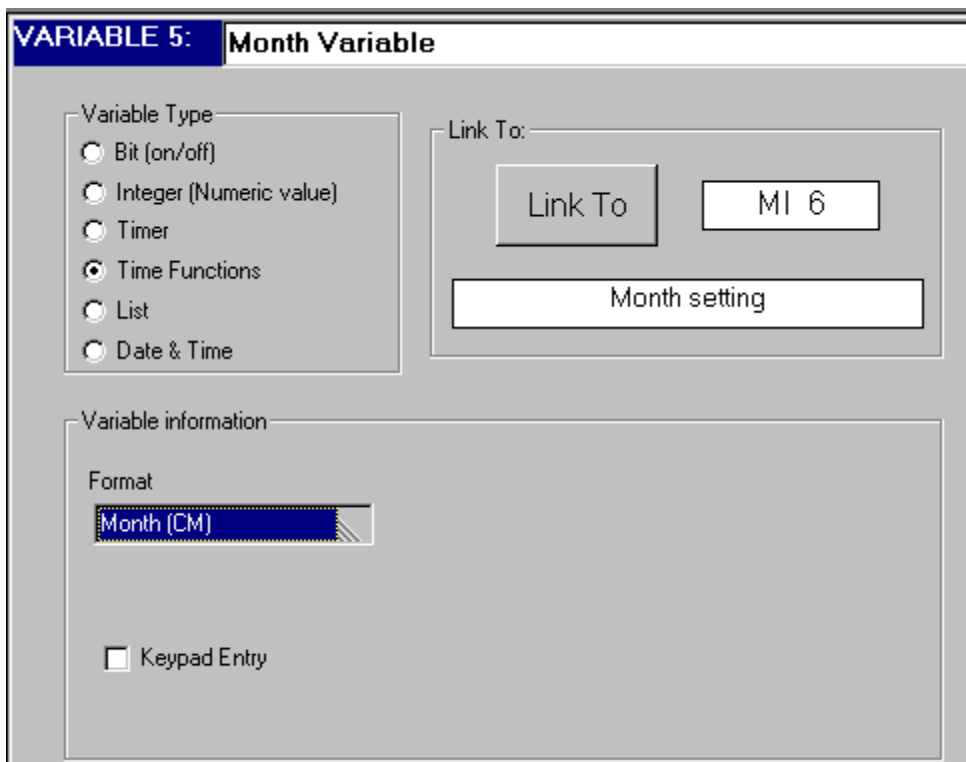 VARIABLE 5: Month Variable
Variable Type
Bit (on/off)
Integer (Numeric value)
Timer
Time Functions
List
Date & Time
Link To:
Link To MI 6
Month setting
Variable information
Format
Month (CM)
Keypad Entry